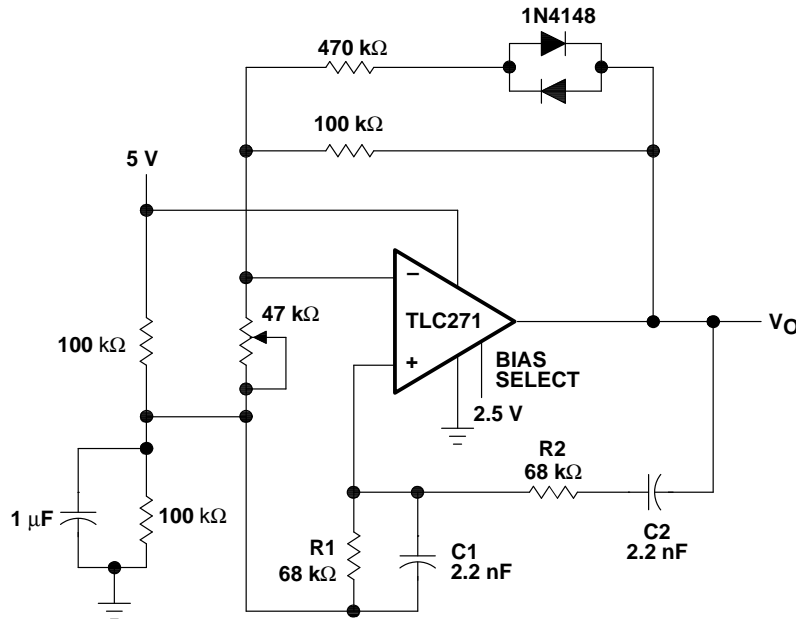 1N4148
470 kΩ
100 kΩ
5 V
−
47 kΩ
TLC271
100 kΩ
+
BIAS
SELECT
VO
2.5 V
R2
68 kΩ
1 µF
100 kΩ
R1
68 kΩ
C1
2.2 nF
C2
2.2 nF